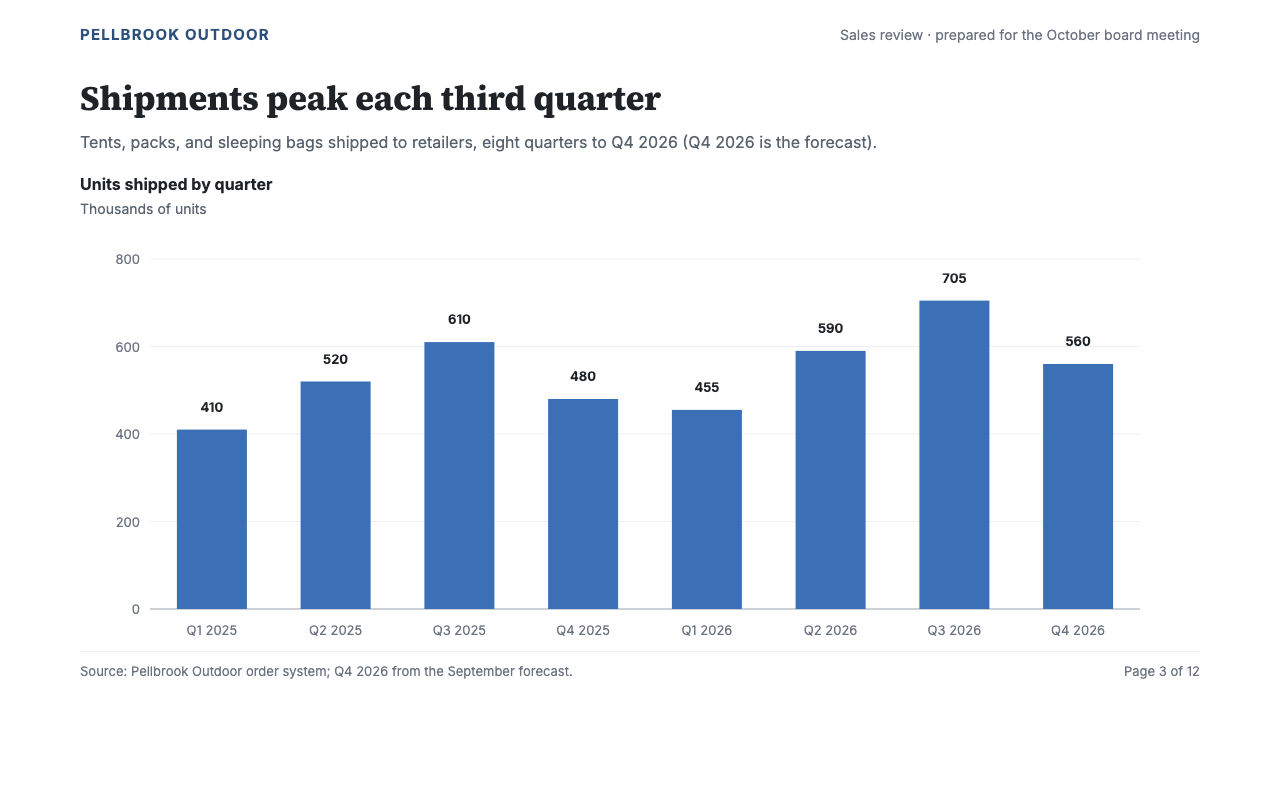 PELLBROOK OUTDOOR
Sales review · prepared for the October board meeting
Shipments peak each third quarter
Tents, packs, and sleeping bags shipped to retailers, eight quarters to Q4 2026 (Q4 2026 is the forecast).
Units shipped by quarter
Thousands of units
800
600
400
200
0
410
520
610
480
455
590
705
560
Q1 2025
Q2 2025
Q3 2025
Q4 2025
Q1 2026
Q2 2026
Q3 2026
Q4 2026
Source: Pellbrook Outdoor order system; Q4 2026 from the September forecast.
Page 3 of 12